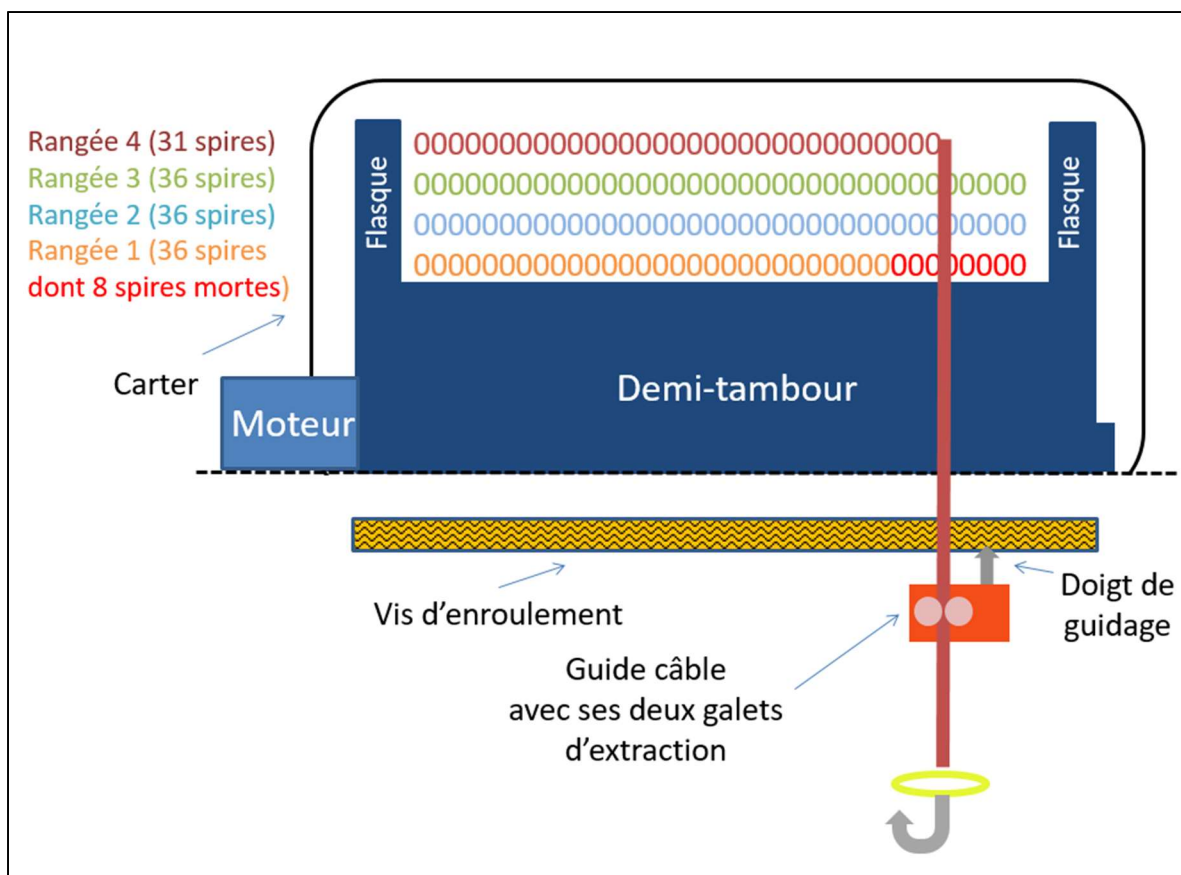 Rangée 4 (31 spires)
Rangée 3 (36 spires)
Rangée 2 (36 spires)
Rangée 1 (36 spires
dont 8 spires mortes)
Flasque
0000000000000000000000000000000
000000000000000000000000000000000000
000000000000000000000000000000000000
000000000000000000000000000000000000
Flasque
Carter
Moteur
Demi-tambour
Vis d'enroulement
Doigt de
guidage
Guide câble
avec ses deux galets
d'extraction